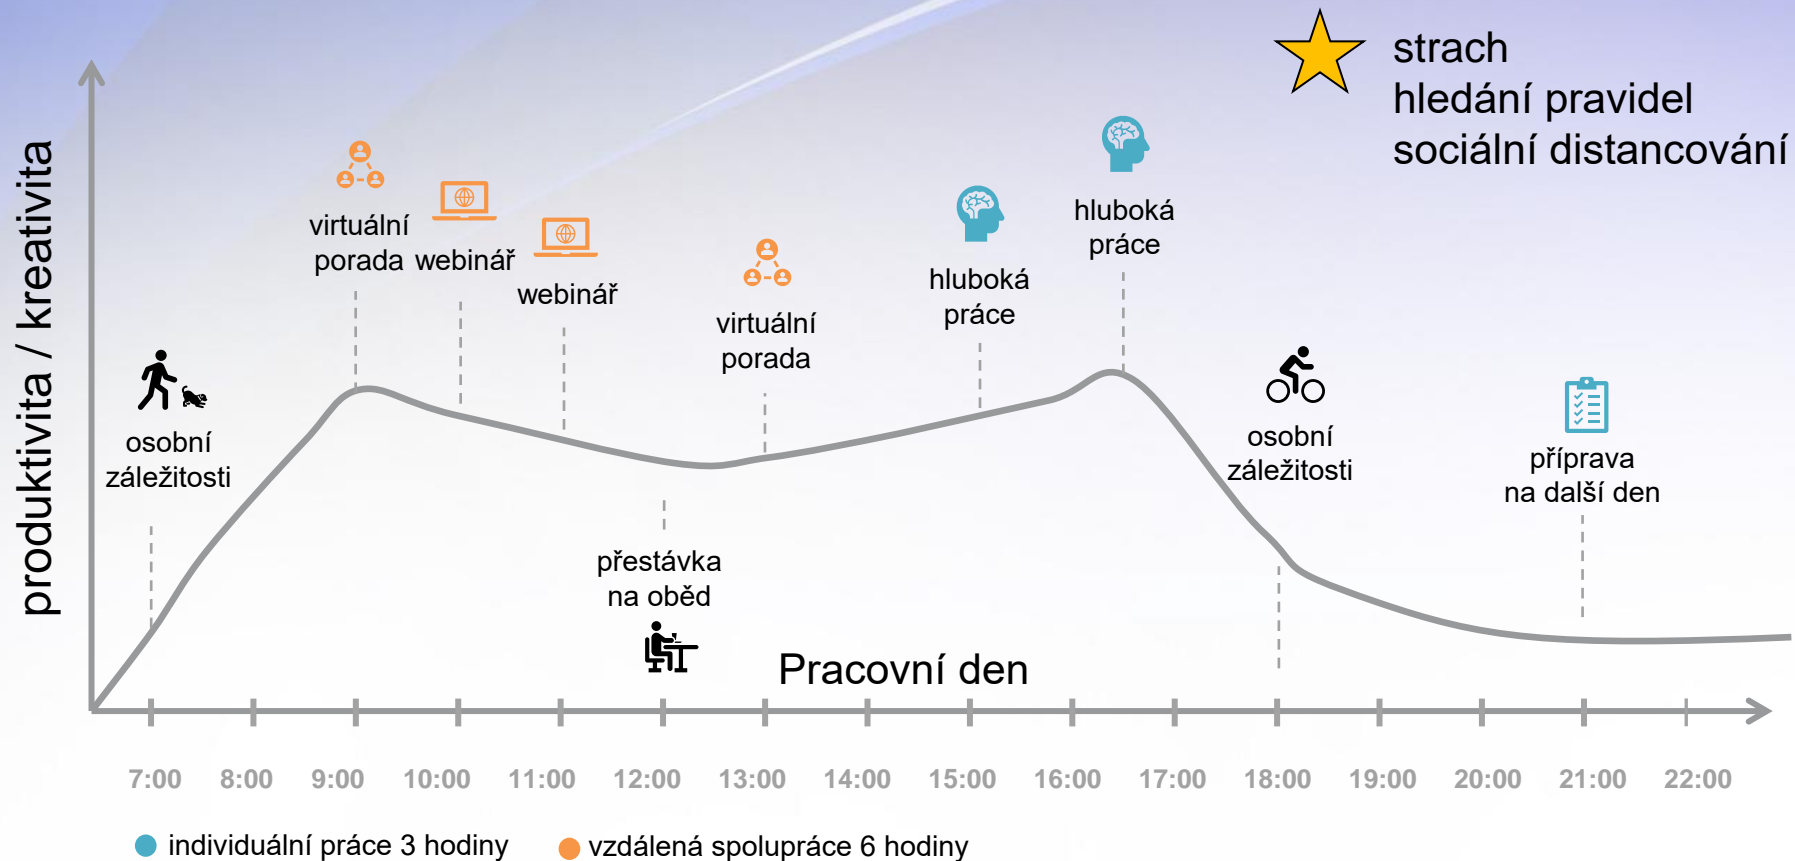 strach
hledání pravidel
sociální distancování
produktivita / kreativita
virtuální
porada
webinář
webinář
virtuální
porada
hluboká
práce
hluboká
práce
osobní
záležitosti
osobní
záležitosti
příprava
na další den
přestávka
na oběd
Pracovní den
7:00 8:00 9:00 10:00 11:00 12:00 13:00 14:00 15:00 16:00 17:00 18:00 19:00 20:00 21:00 22:00
individuální práce 3 hodiny
vzdálená spolupráce 6 hodiny